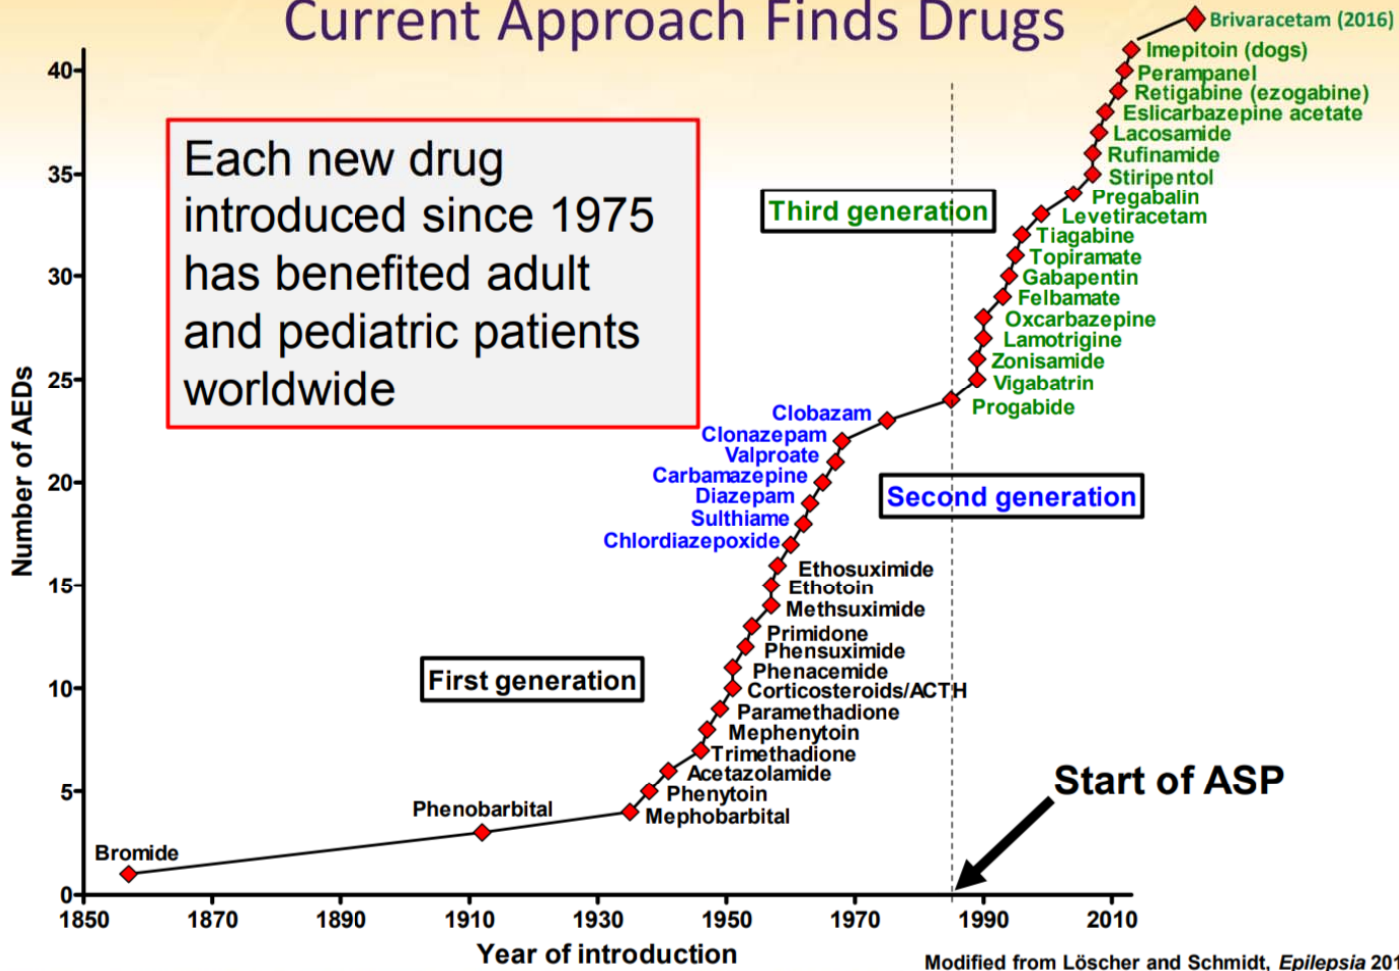 Current Approach Finds Drugs
Brivaracetam (2016)
Imepitoin (dogs)
Perampanel
Retigabine (ezogabine)
Eslicarbazepine acetate
Lacosamide
Rufinamide
Stiripentol
Pregabalin
Levetiracetam
Tiagabine
Topiramate
Gabapentin
Felbamate
Oxcarbazepine
Lamotrigine
Zonisamide
Vigabatrin
Progabide
Each new drug
introduced since 1975
has benefited adult
and pediatric patients
worldwide
Third generation
Clobazam
Clonazepam
Valproate
Carbamazepine
Diazepam
Sulthiame
Chlordiazepoxide
Second generation
Ethosuximide
Ethotoin
Methsuximide
Primidone
Phensuximide
Phenacemide
Corticosteroids/ACTH
Paramethadione
Mephenytoin
Trimethadione
Acetazolamide
Phenytoin
Mephobarbital
First generation
Phenobarbital
Bromide
Start of ASP
Number of AEDs
40
35
30
25
20
15
10
5
0
1850 1870 1890 1910 1930 1950 1970 1990 2010
Year of introduction
Modified from Löscher and Schmidt, Epilepsia 201